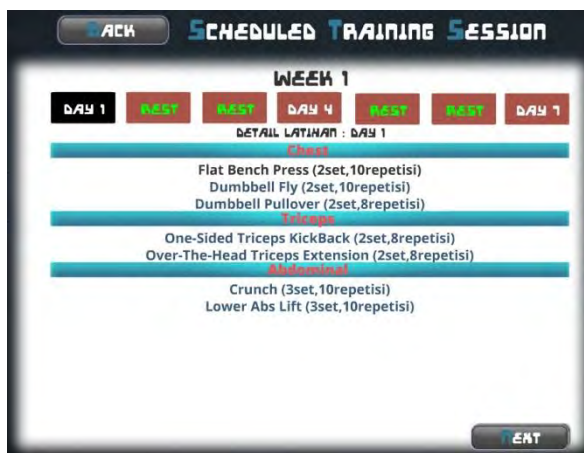 BACK
SCHEDULED TRAINING SESSION
WEEK 1
DAY 1 REST REST DAY 4 REST REST DAY 7
DETAIL LATIHAN : DAY 1
Chest
Flat Bench Press (2set,10repetisi)
Dumbbell Fly (2set,10repetisi)
Dumbbell Pullover (2set,8repetisi)
Triceps
One-Sided Triceps KickBack (2set,8repetisi)
Over-The-Head Triceps Extension (2set,8repetisi)
Abdominal
Crunch (3set,10repetisi)
Lower Abs Lift (3set,10repetisi)
NEXT